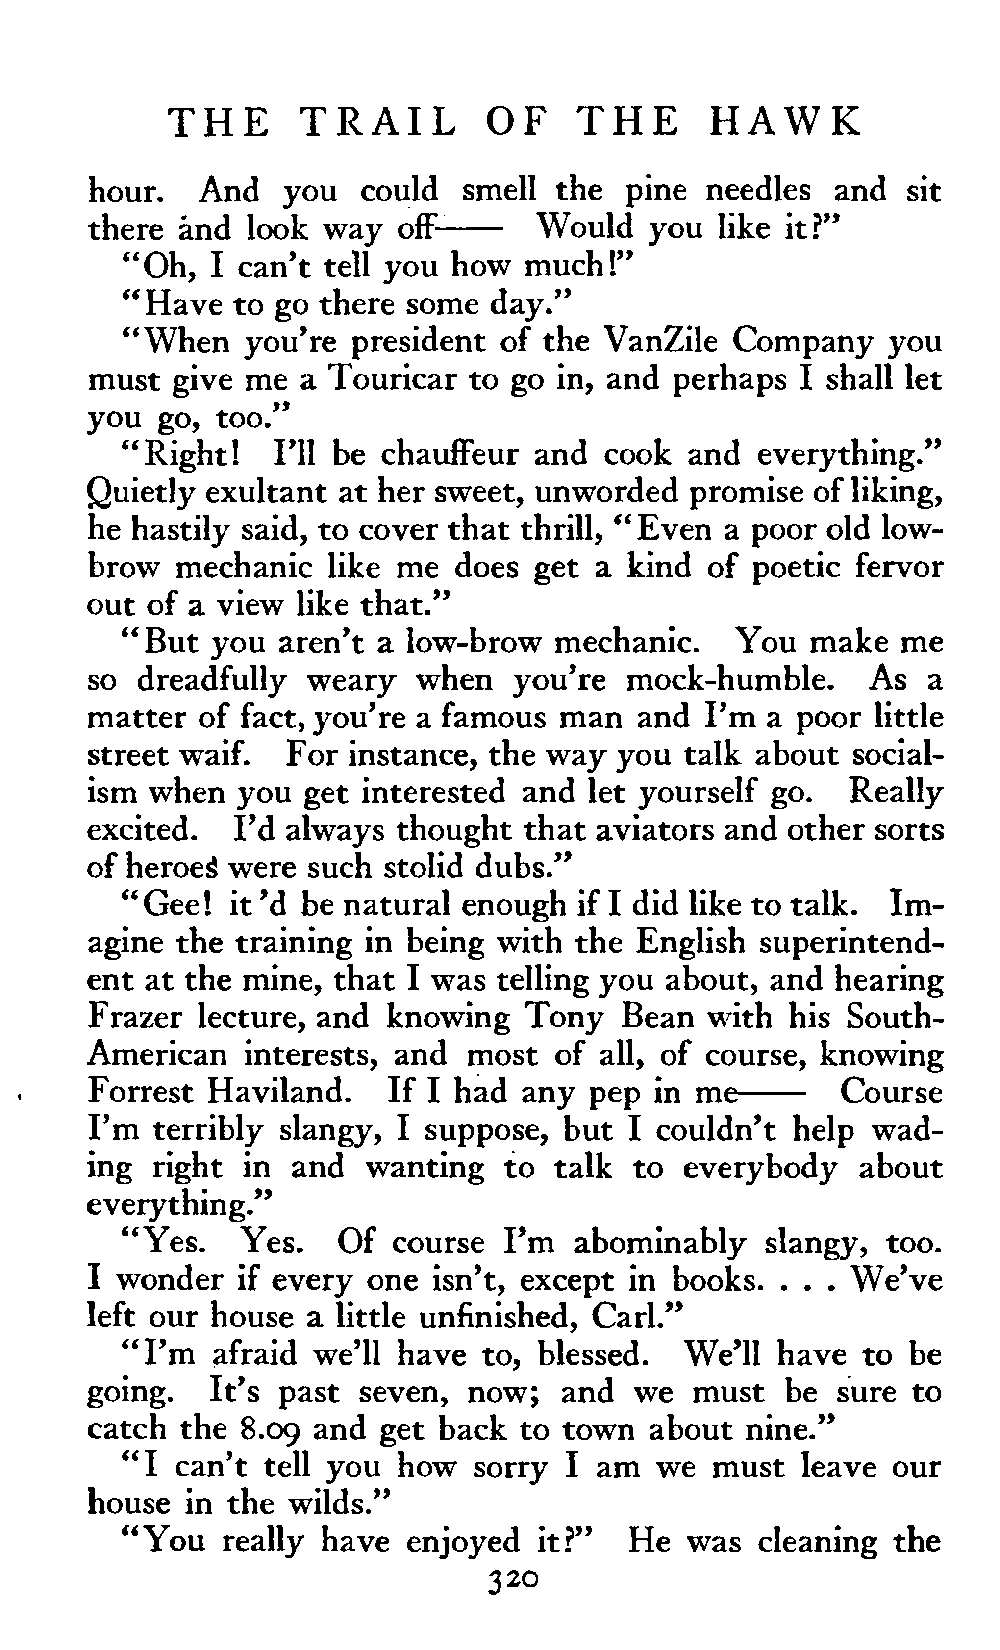 THE TRAIL OF THE HAWK
hour. And you could smell the pine needles and sit
there and look way off—— Would you like it?"
"Oh, I can't tell you how much!"
"Have to go there some day."
"When you're president of the VanZile Company you
must give me a Touricar to go in, and perhaps I shall let
you go, too."
"Right! I'll be chauffeur and cook and everything."
Quietly exultant at her sweet, unworded promise of liking,
he hastily said, to cover that thrill, "Even a poor old low-
brow mechanic like me does get a kind of poetic fervor
out of a view like that."
"But you aren't a low-brow mechanic. You make me
so dreadfully weary when you're mock-humble. As a
matter of fact, you're a famous man and I'm a poor little
street waif. For instance, the way you talk about social-
ism when you get interested and let yourself go. Really
excited. I'd always thought that aviators and other sorts
of heroes were such stolid dubs."
"Gee! it 'd be natural enough if I did like to talk. Im-
agine the training in being with the English superintend-
ent at the mine, that I was telling you about, and hearing
Frazer lecture, and knowing Tony Bean with his South-
American interests, and most of all, of course, knowing
Forrest Haviland. If I had any pep in me—— Course
I'm terribly slangy, I suppose, but I couldn't help wad-
ing right in and wanting to talk to everybody about
everything."
"Yes. Yes. Of course I'm abominably slangy, too.
I wonder if every one isn't, except in books. . . . We've
left our house a little unfinished, Carl."
"I'm afraid we'll have to, blessed. We'll have to be
going. It's past seven, now; and we must be sure to
catch the 8.09 and get back to town about nine."
"I can't tell you how sorry I am we must leave our
house in the wilds."
"You really have enjoyed it?" He was cleaning the
320